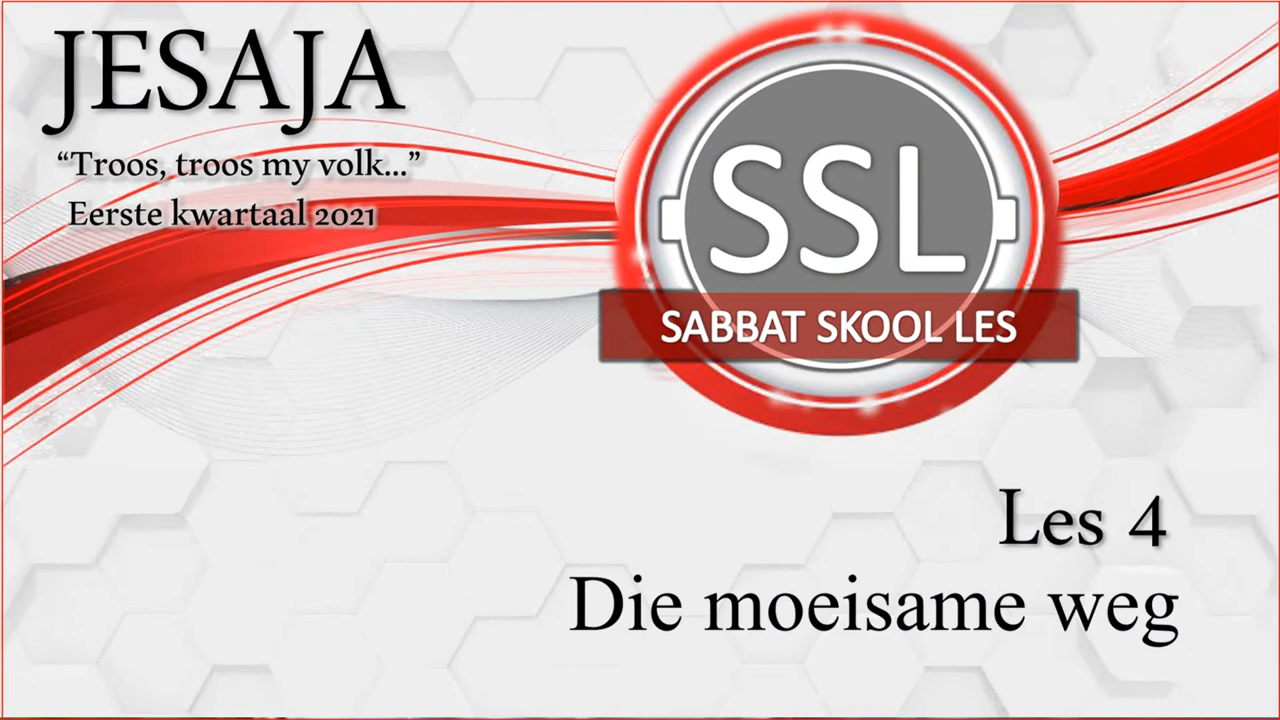 JESAJA
“Troos, troos my volk...”
Eerste kwartaal 2021
SSL
SABBAT SKOOL LES
Les 4
Die moeisame weg